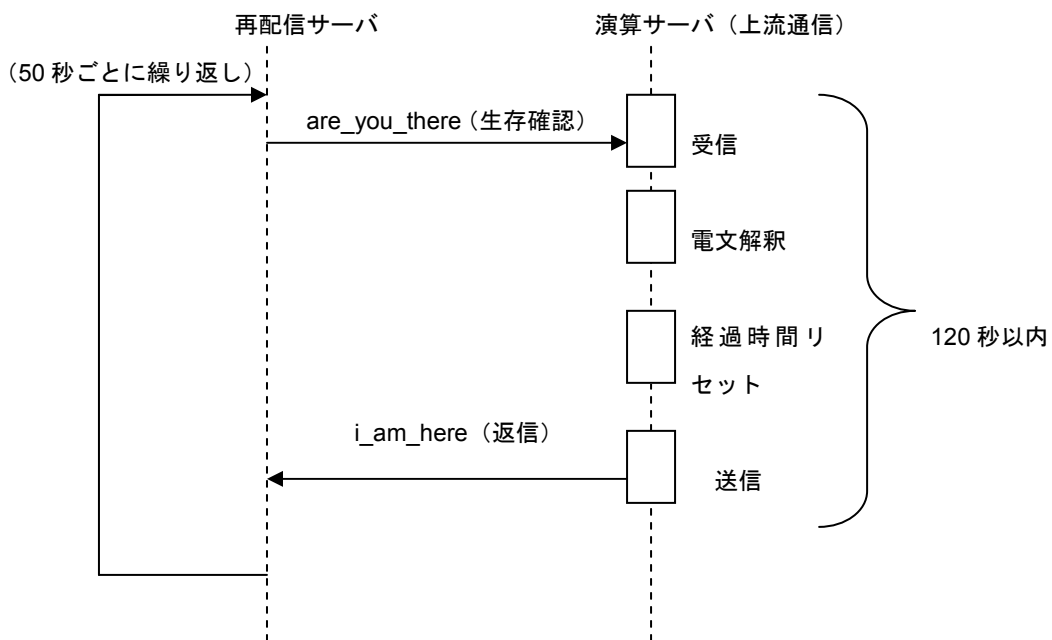 再配信サーバ
演算サーバ（上流通信）
（50 秒ごとに繰り返し）
are_you_there（生存確認）
受信
電文解釈
経過時間リ
セット
120 秒以内
i_am_here（返信）
送信